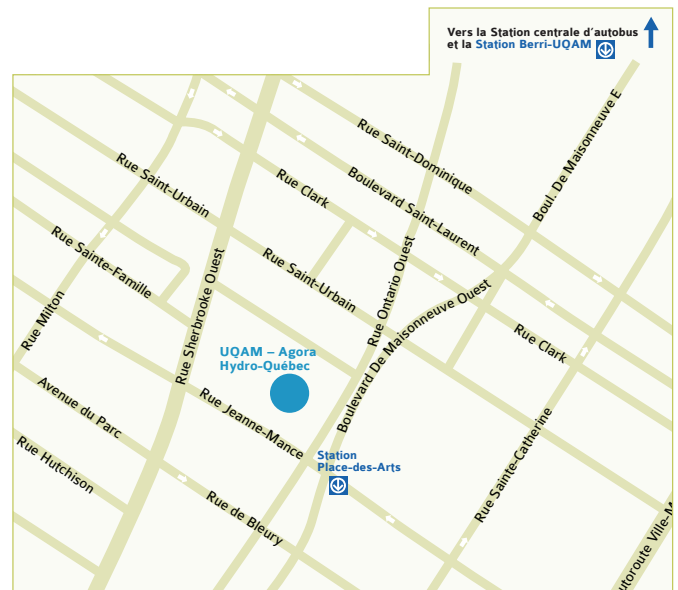 Vers la Station centrale d'autobus
et la Station Berri-UQAM
Rue Saint-Dominique
Boul. De Maisonneuve E
Rue Saint-Urbain
Rue Clark
Boulevard Saint-Laurent
Rue Sainte-Famille
Rue Sherbrooke Ouest
Rue Saint-Urbain
Rue Ontario Ouest
Boulevard De Maisonneuve Ouest
Rue Milton
Rue Clark
UQAM – Agora
Hydro-Québec
Avenue du Parc
Rue Jeanne-Mance
Rue Hutchison
Station
Place-des-Arts
Rue Sainte-Catherine
Rue de Bleury
utoroute Ville-M